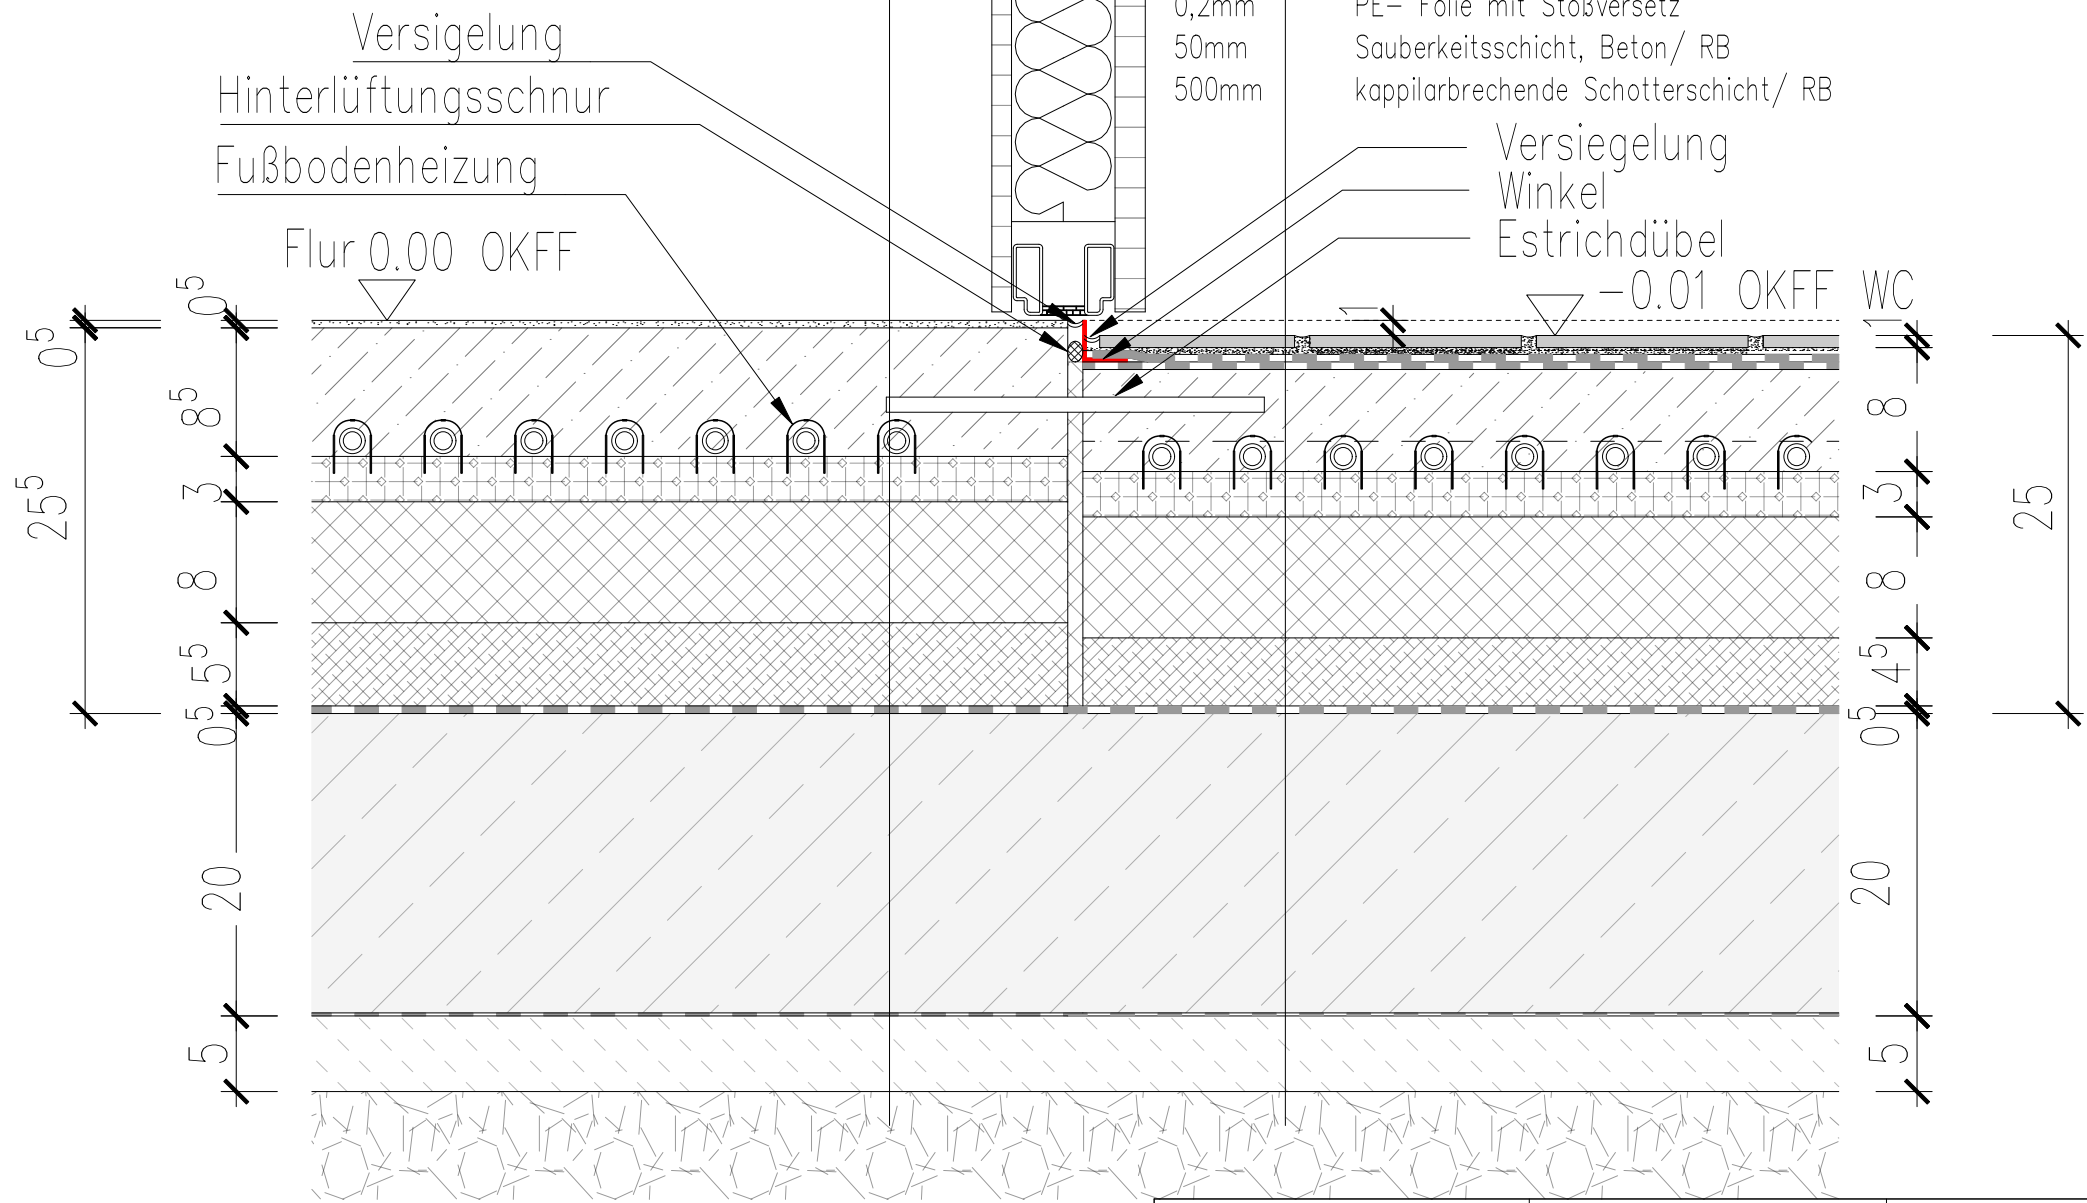 0,2mm PE- Folie mit Stoßversetz
50mm Sauberkeitsschicht, Beton/ RB
500mm kappilarbrechende Schotterschicht/ RB
Versigelung
Hinterlüftungsschnur
Fußbodenheizung
Versiegelung
Winkel
Estrichdübel
Flur 0.00 OKFF
-0.01 OKFF WC
0⁵
0⁵
8⁵
3
8
5⁵
0⁵
20
5
25⁵
1
1
8
3
8
4⁵
0⁵
20
5
25